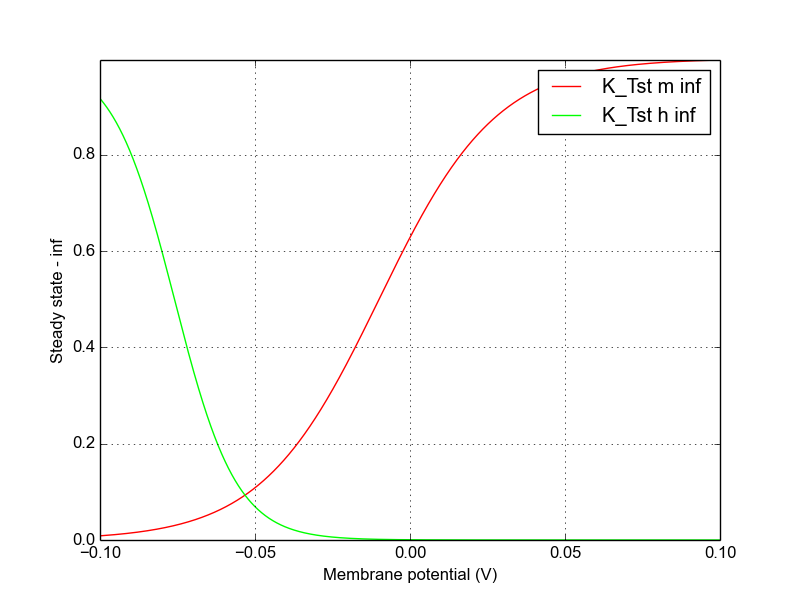 K_Tst m inf
K_Tst h inf
0.8
0.6
0.4
0.2
0.0
Steady state - inf
−0.10
−0.05
0.00
0.05
0.10
Membrane potential (V)